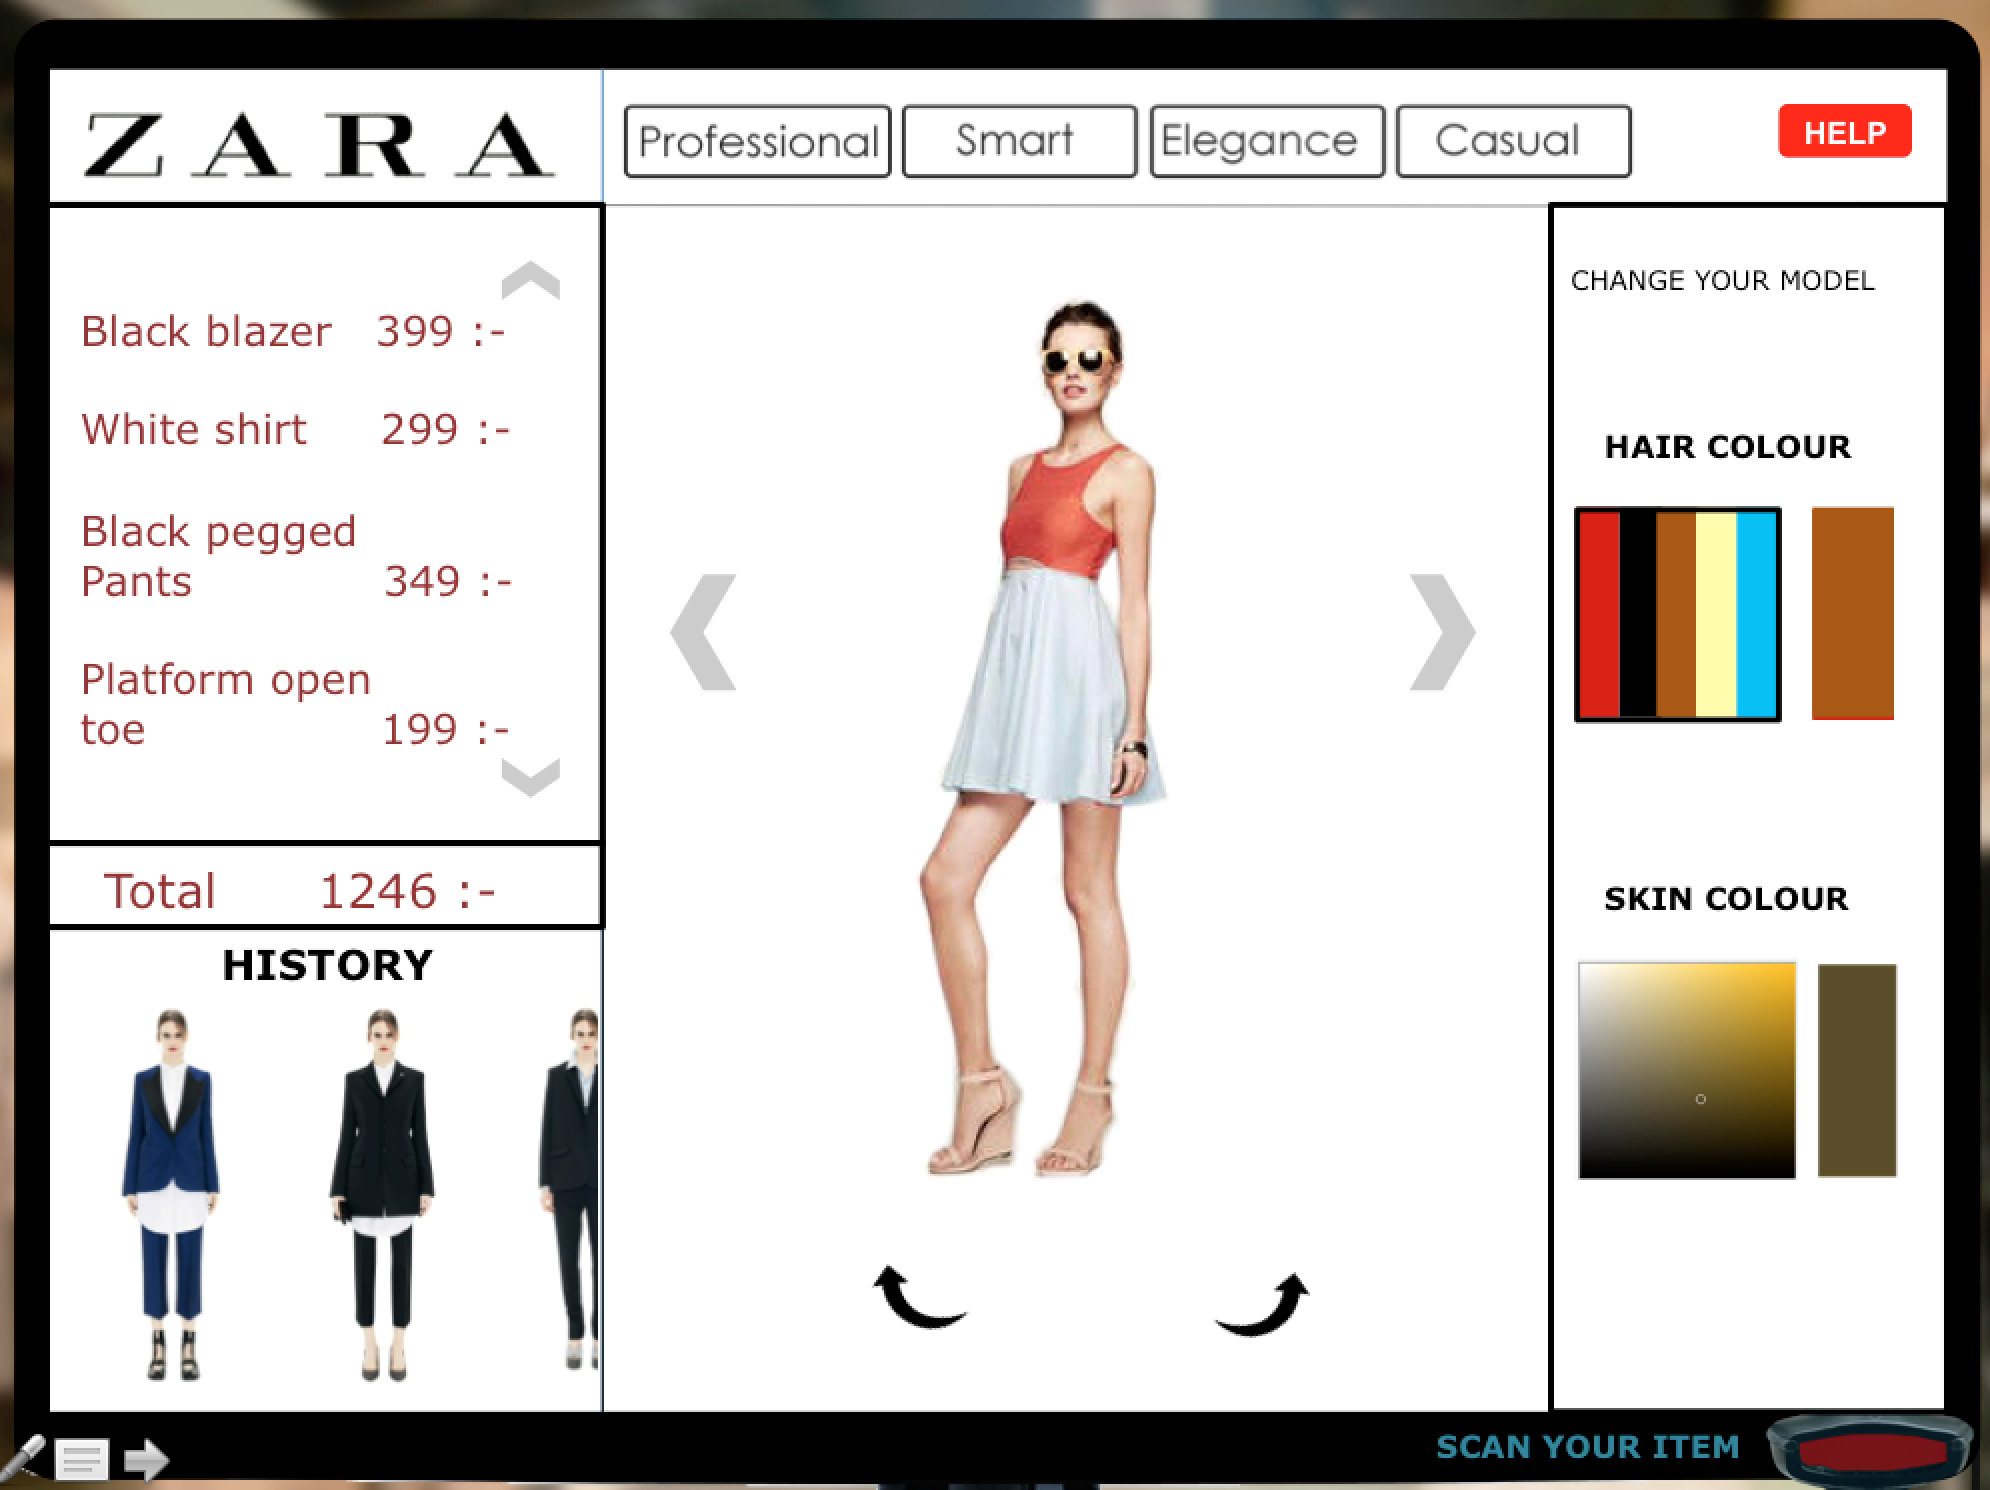 ZARA
Professional
Smart
Elegance
Casual
HELP
Black blazer 399 :-
White shirt 299 :-
Black pegged
Pants 349 :-
Platform open
toe 199 :-
Total 1246 :-
HISTORY
CHANGE YOUR MODEL
HAIR COLOUR
SKIN COLOUR
SCAN YOUR ITEM